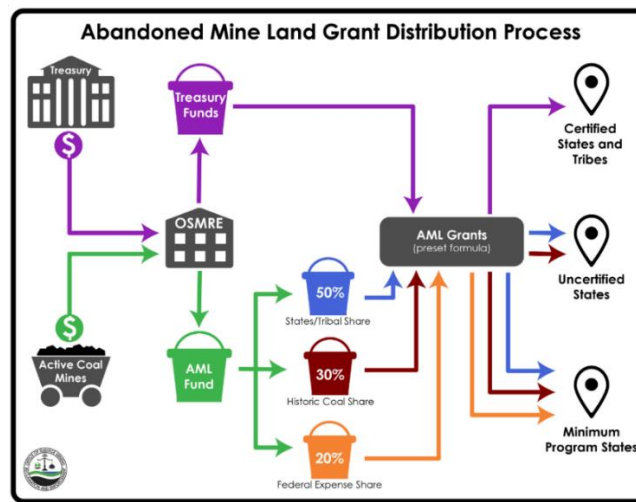 Abandoned Mine Land Grant Distribution Process
Treasury
$
Treasury
Funds
Certified
States and
Tribes
OSMRE
AML Grants
(preset formula)
Uncertified
States
50%
States/Tribal Share
$
Active Coal
Mines
AML
Fund
30%
Historic Coal Share
20%
Federal Expense Share
Minimum
Program States